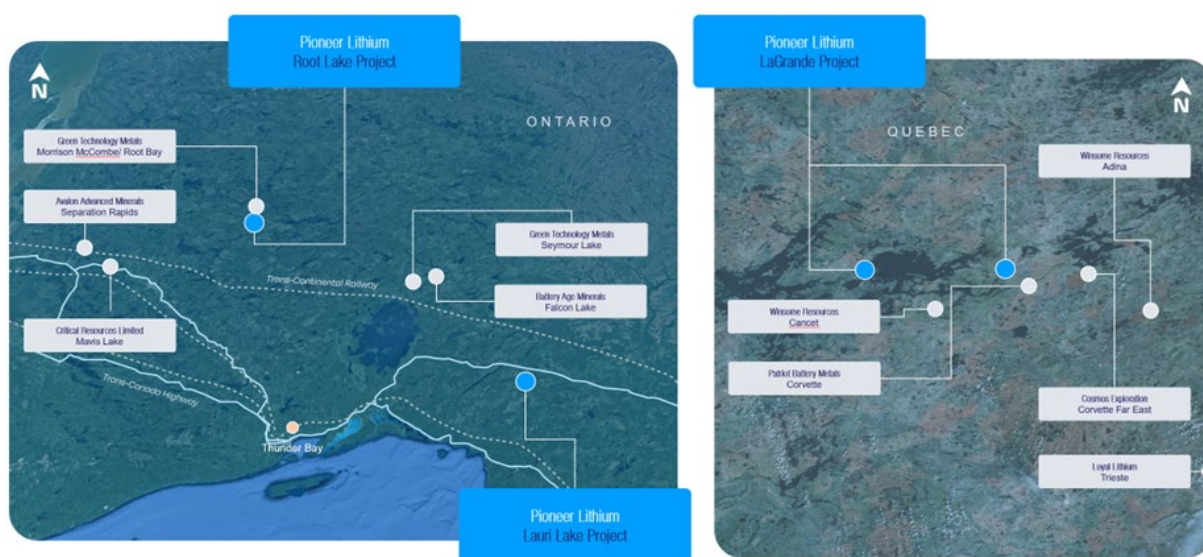 Pioneer Lithium
Root Lake Project
N
ONTARIO
Green Technology Metals
Morrison McCombe/ Root Bay
Avalon Advanced Minerals
Separation Rapids
Green Technology Metals
Seymour Lake
Trans-Continental Railway
Battery Age Minerals
Falcon Lake
Critical Resources Limited
Mavis Lake
Trans-Canada Highway
Thunder Bay
Pioneer Lithium
Lauri Lake Project
Pioneer Lithium
LaGrande Project
N
QUEBEC
Winsome Resources
Adina
Winsome Resources
Cancet
Patriot Battery Metals
Corvette
Cosmos Exploration
Corvette Far East
Loyal Lithium
Trieste